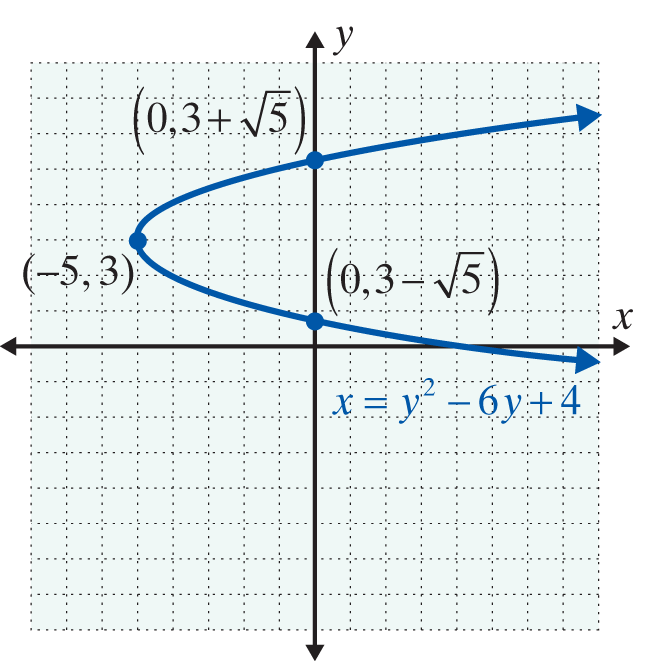 y
(0,3+√5)
(−5,3)
(0,3−√5)
x
x = y² − 6y + 4